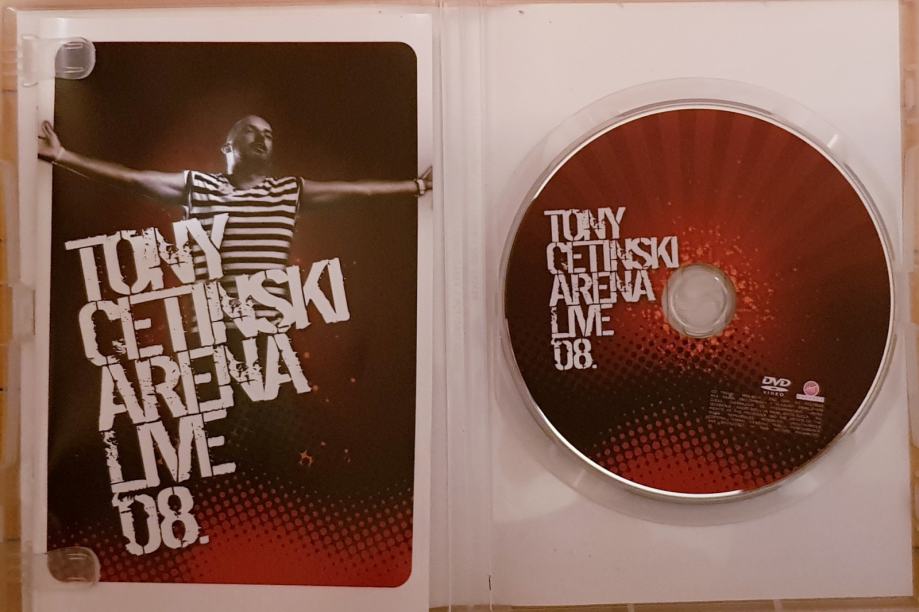 TONY
CETINSKI
ARENA
LIVE
08.
TONY
CETINSKI
ARENA
LIVE
08.
DVD
VIDEO